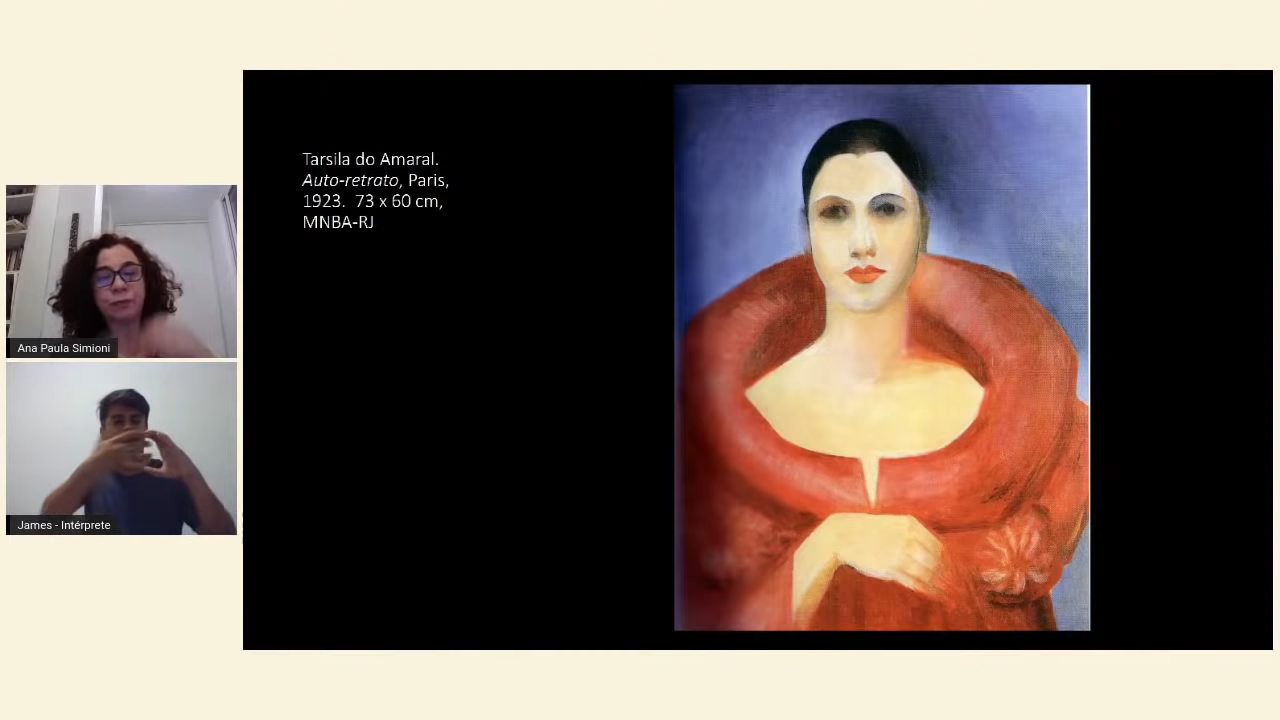 Tarsila do Amaral.
Auto-retrato, Paris,
1923. 73 x 60 cm,
MNBA-RJ
Ana Paula Simioni
James - Intérprete